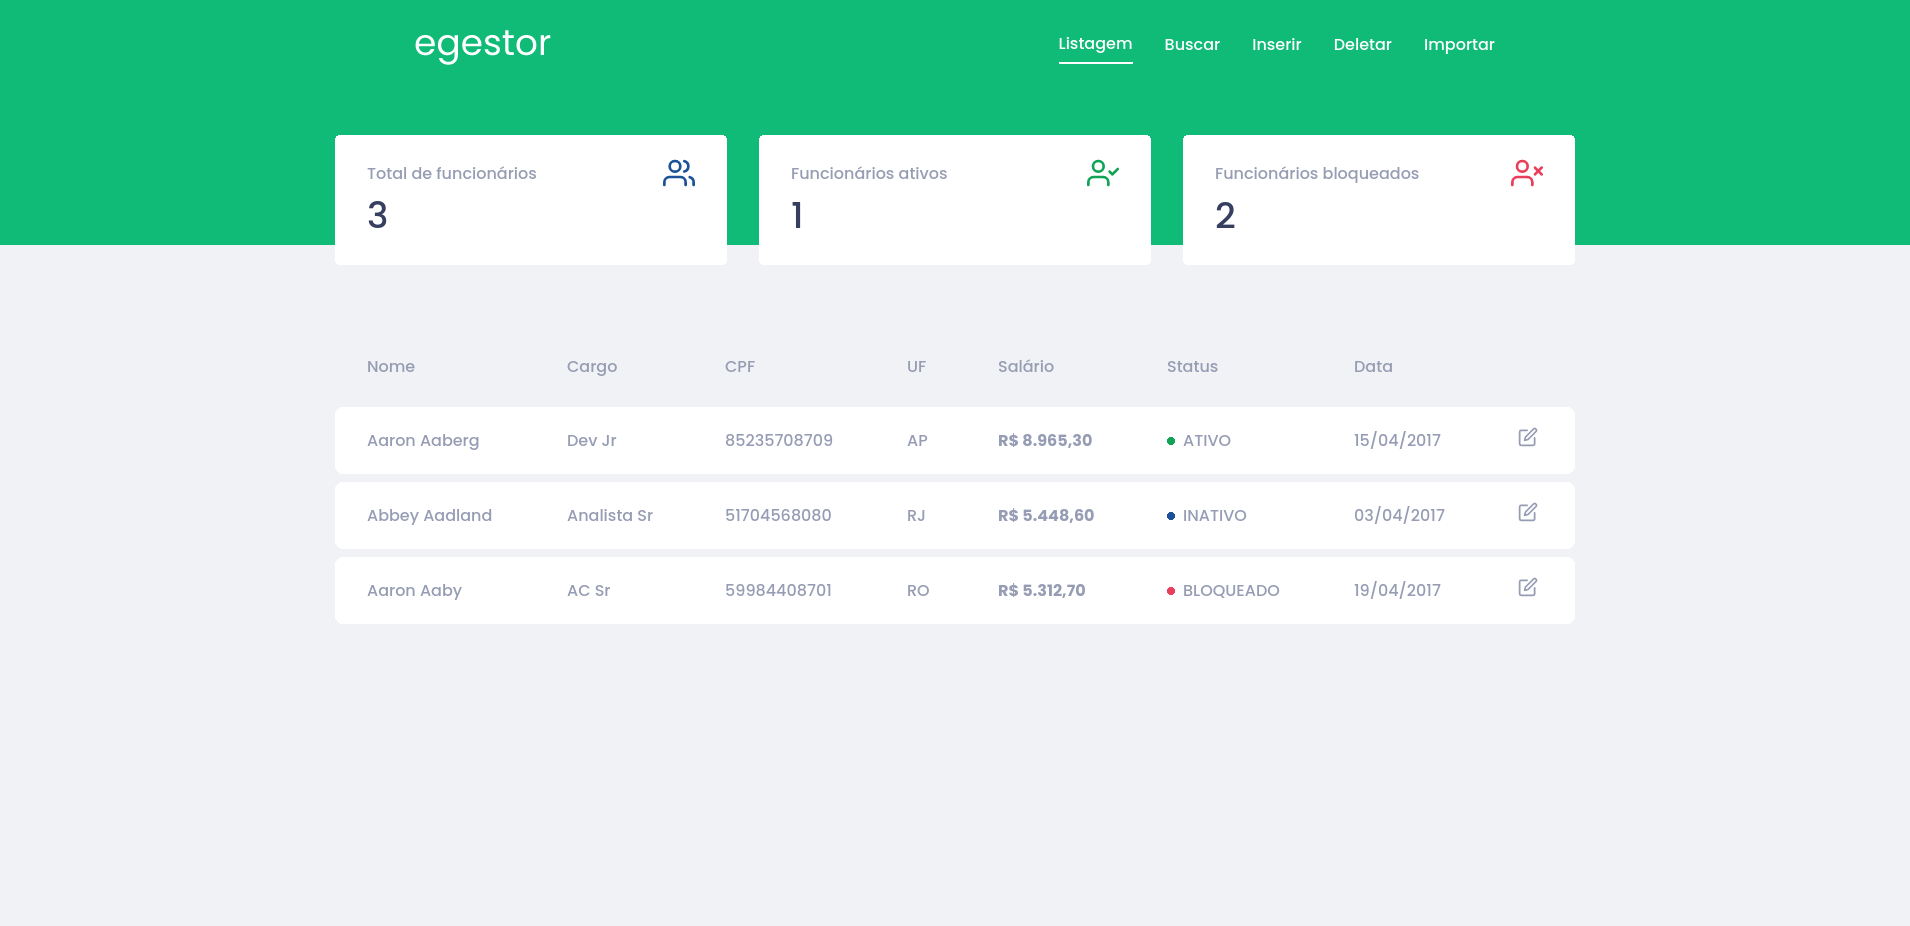 egestor
Listagem Buscar Inserir Deletar Importar
Total de funcionários
3
Funcionários ativos
1
Funcionários bloqueados
2
Nome Cargo CPF UF Salário Status Data
Aaron Aaberg Dev Jr 85235708709 AP R$ 8.965,30 ATIVO 15/04/2017
Abbey Aadland Analista Sr 51704568080 RJ R$ 5.448,60 INATIVO 03/04/2017
Aaron Aaby AC Sr 59984408701 RO R$ 5.312,70 BLOQUEADO 19/04/2017